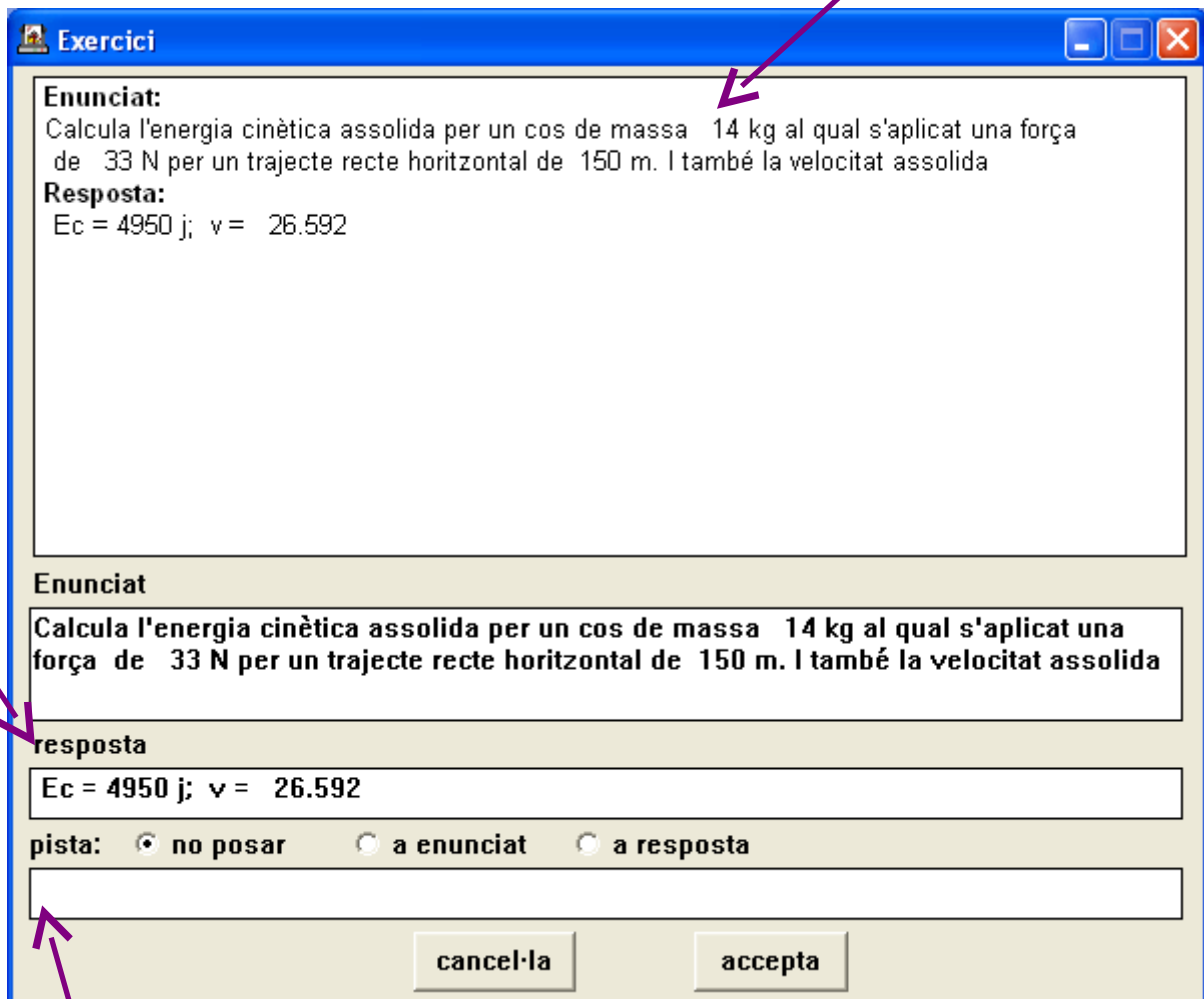 Exercici
Enunciat:
Calcula l'energia cinètica assolida per un cos de massa   14 kg al qual s'aplicat una força
de   33 N per un trajecte recte horitzontal de  150 m. I també la velocitat assolida
Resposta:
Ec = 4950 j;  v =   26.592
Enunciat
Calcula l'energia cinètica assolida per un cos de massa   14 kg al qual s'aplicat una
força  de   33 N per un trajecte recte horitzontal de  150 m. I també la velocitat assolida
resposta
Ec = 4950 j;  v =   26.592
pista: no posar a enunciat a resposta
cancel·la accepta